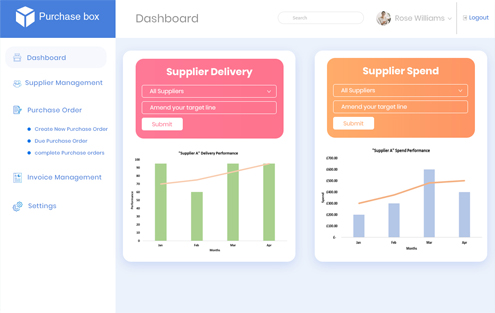 Purchase box
Dashboard
Search
Rose Williams
Logout
Dashboard
Supplier Management
Purchase Order
Create New Purchase Order
Due Purchase Order
complete Purchase orders
Invoice Management
Settings
Supplier Delivery
All Suppliers
Amend your target line
Submit
"Supplier A" Delivery Performance
Performance
100
90
80
70
60
50
40
30
20
10
0
Jan Feb Mar Apr
Months
Supplier Spend
All Suppliers
Amend your target line
Submit
"Supplier A" Spend Performance
Spend
£700.00
£600.00
£500.00
£400.00
£300.00
£200.00
£100.00
0
Jan Feb Mar Apr
Months